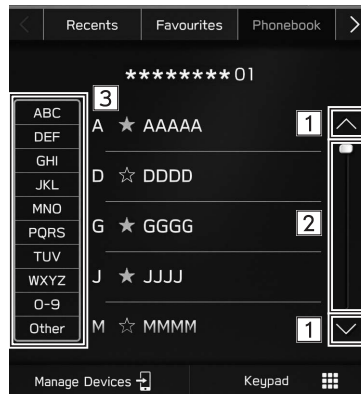 Recents Favourites Phonebook
********01
3
ABC
DEF
GHI
JKL
MNO
PQRS
TUV
WXYZ
0-9
Other
A ★ AAAAA 1
D ☆ DDDD
G ★ GGGG 2
J ★ JJJJ
M ☆ MMMM 1
Manage Devices Keypad